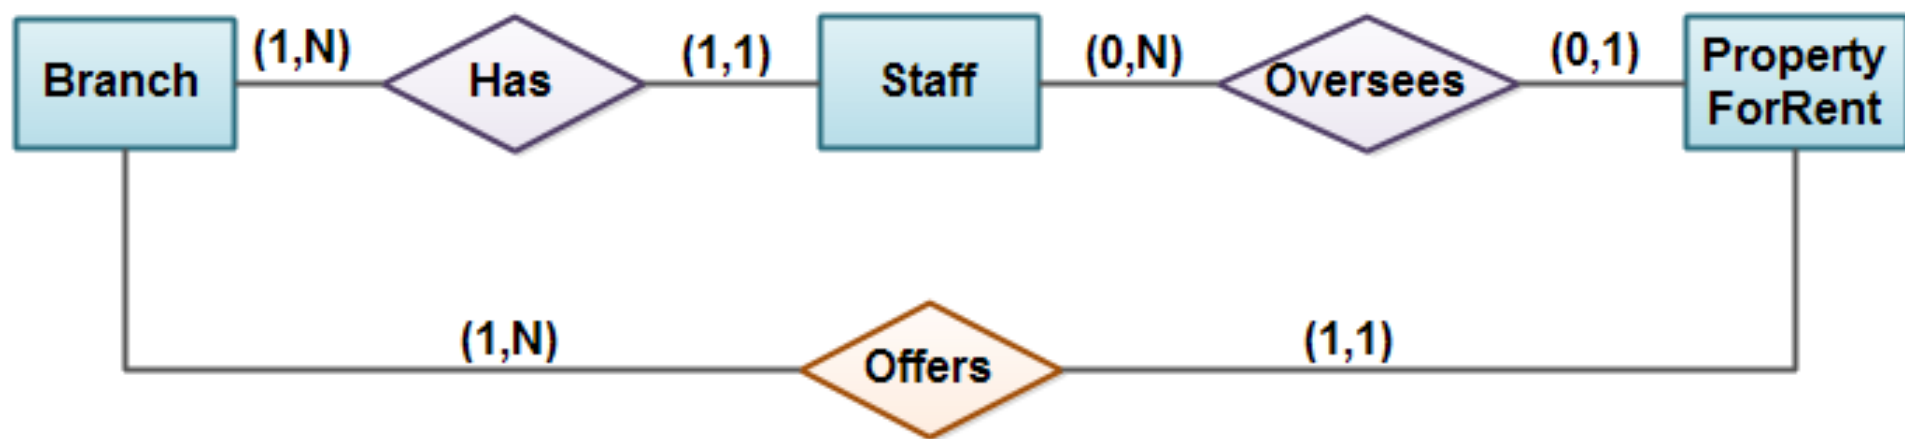 Branch
(1,N)
Has
(1,1)
Staff
(0,N)
Oversees
(0,1)
Property
ForRent
(1,N)
Offers
(1,1)